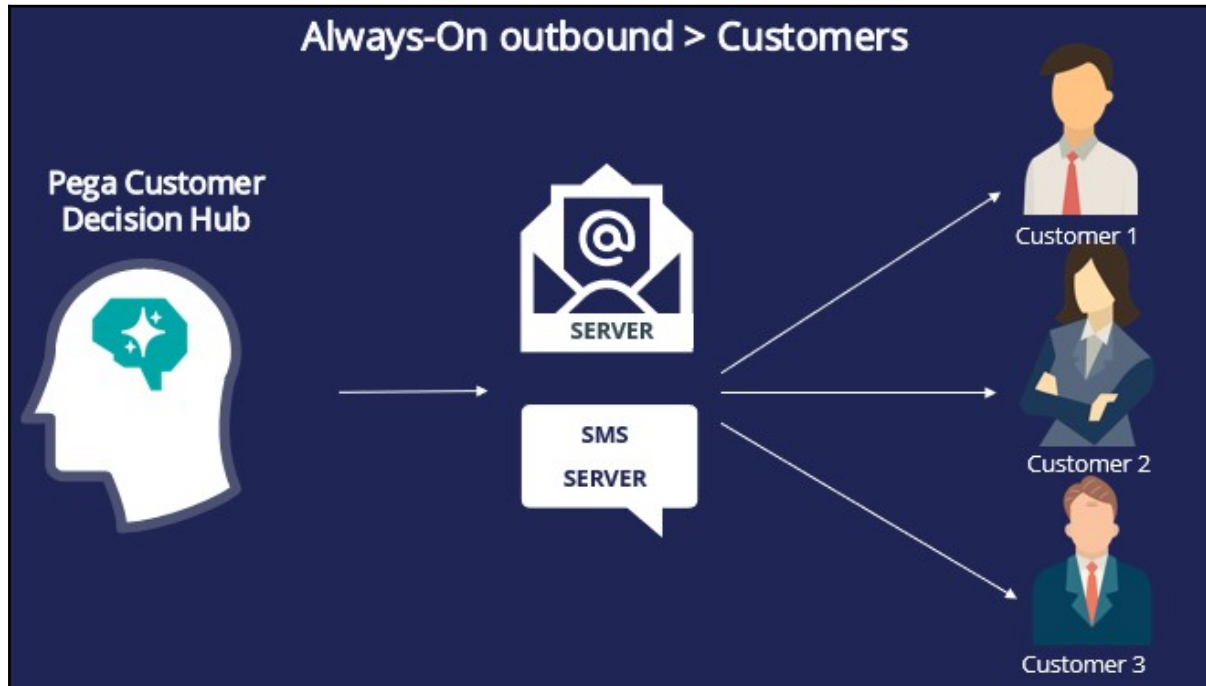 Always-On outbound > Customers
Pega Customer
Decision Hub
@
SERVER
SMS
SERVER
Customer 1
Customer 2
Customer 3